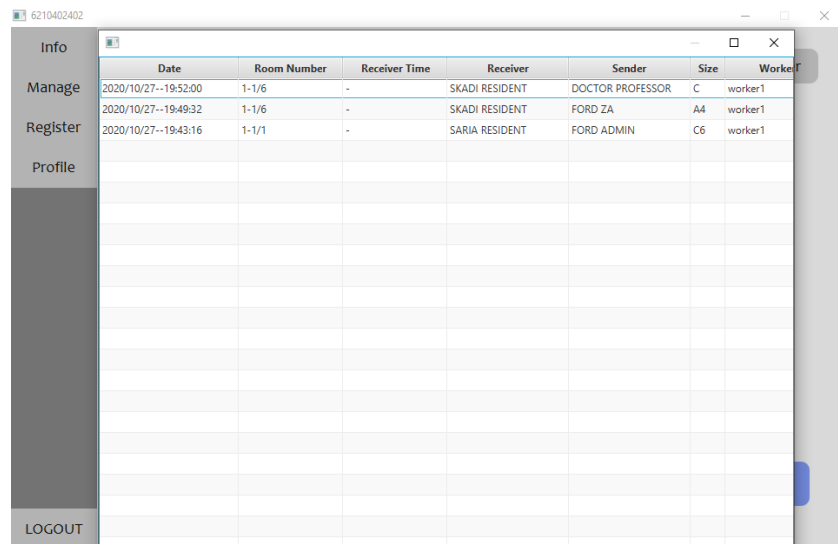 6210402402
Info
Manage
Register
Profile
LOGOUT
Date Room Number Receiver Time Receiver Sender Size Worker
2020/10/27--19:52:00 1-1/6 - SKADI RESIDENT DOCTOR PROFESSOR C worker1
2020/10/27--19:49:32 1-1/6 - SKADI RESIDENT FORD ZA A4 worker1
2020/10/27--19:43:16 1-1/1 - SARIA RESIDENT FORD ADMIN C6 worker1